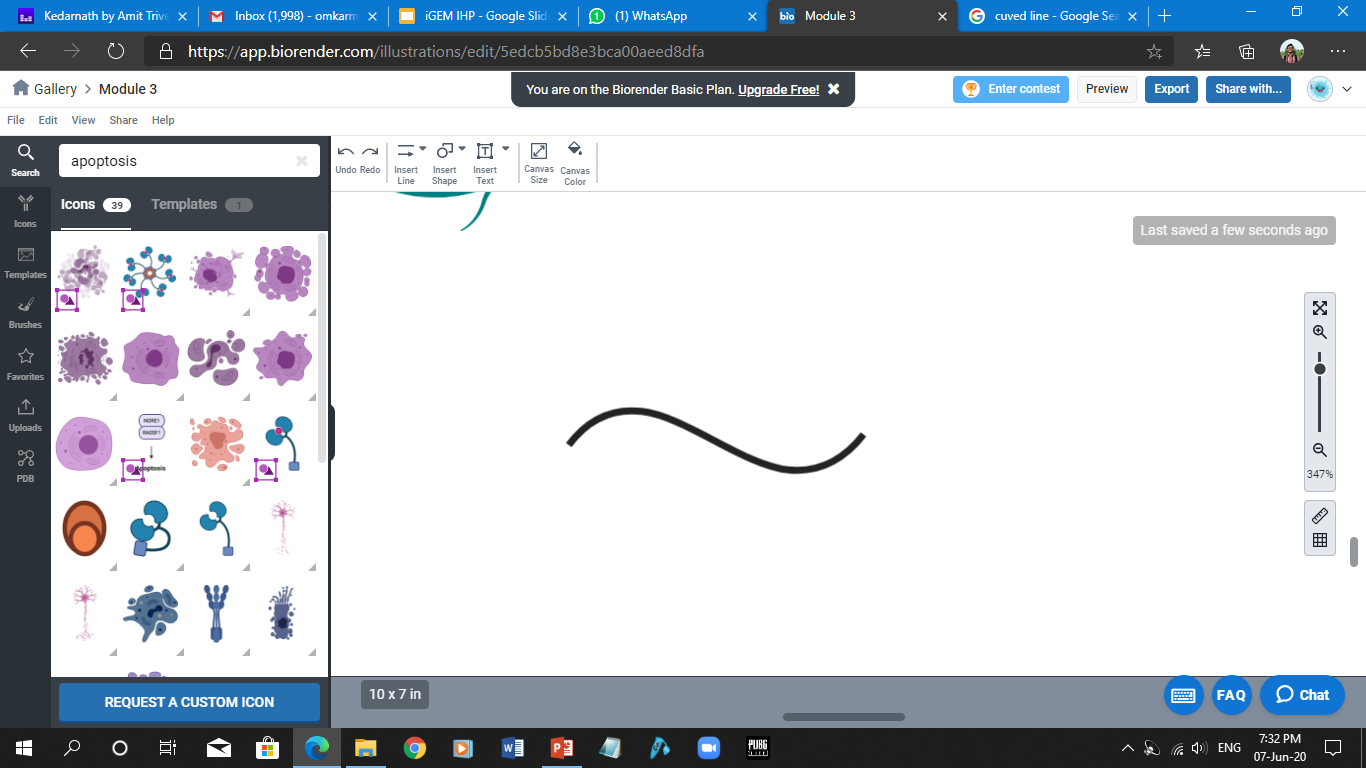 Kedarnath by Amit Trive
Inbox (1,998) - omkarm
iGEM IHP - Google Slid
(1) WhatsApp
bio Module 3
cuved line - Google Sea
https://app.biorender.com/illustrations/edit/5edcb5bd8e3bca00aeed8dfa
Gallery > Module 3
You are on the Biorender Basic Plan. Upgrade Free!
Enter contest
Preview
Export
Share with...
File Edit View Share Help
Search
Icons
Templates
Brushes
Favorites
Uploads
PDB
apoptosis
Icons 39
Templates 1
Apoptosis
REQUEST A CUSTOM ICON
Undo Redo
Insert Line
Insert Shape
Insert Text
Canvas Size
Canvas Color
Last saved a few seconds ago
347%
10 x 7 in
FAQ
Chat
PUBG
ENG
7:32 PM
07-Jun-20